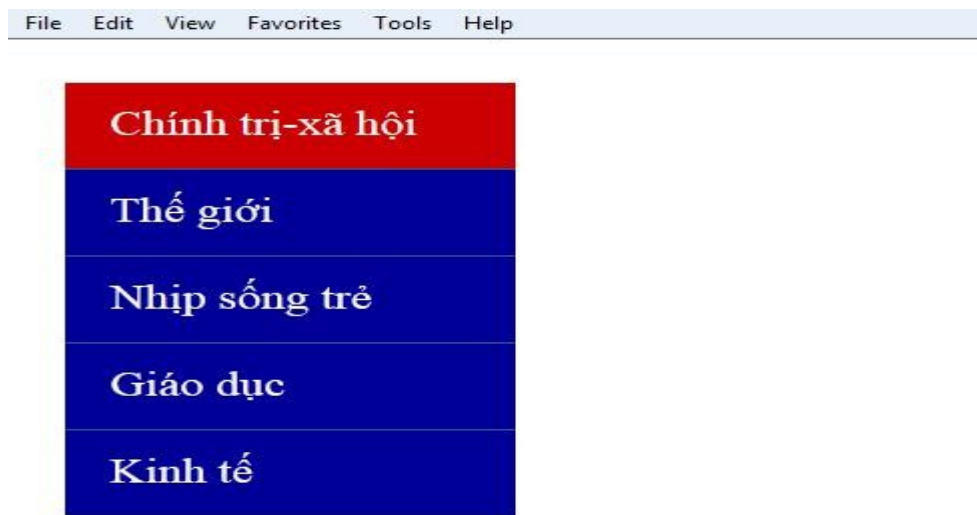 File Edit View Favorites Tools Help
Chính trị-xã hội
Thế giới
Nhịp sống trẻ
Giáo dục
Kinh tế